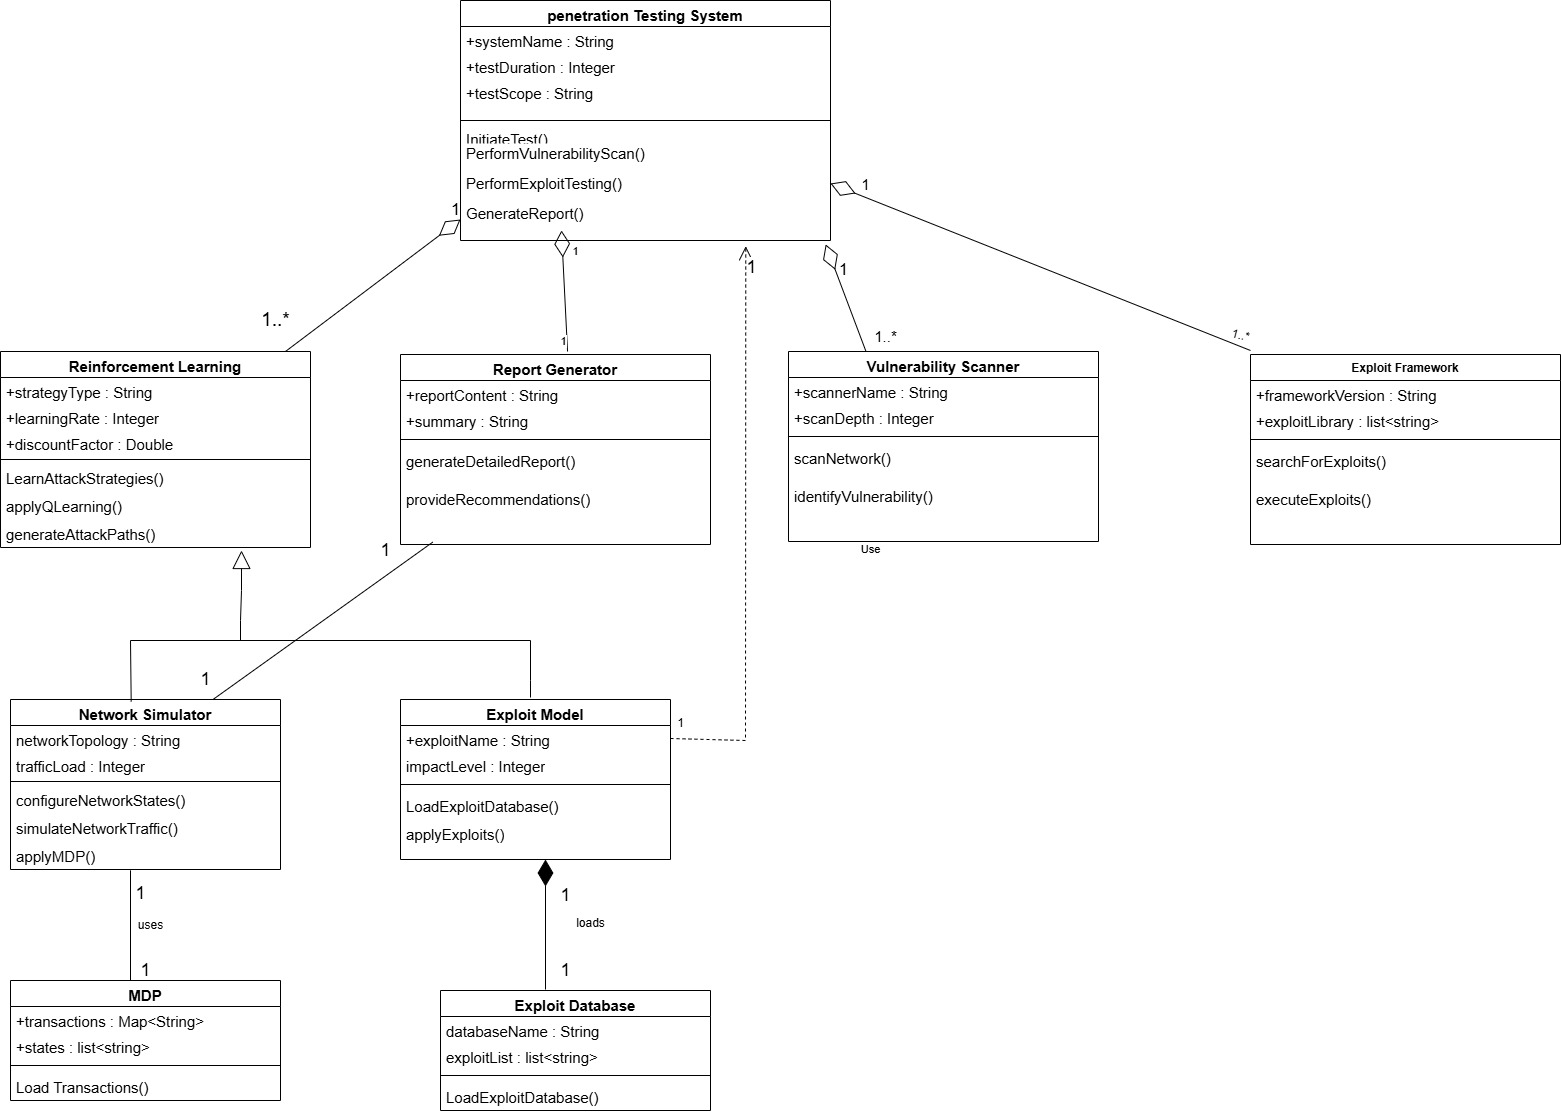 penetration Testing System
+systemName : String
+testDuration : Integer
+testScope : String
InitiateTest()
PerformVulnerabilityScan()
PerformExploitTesting()
GenerateReport()
1
1
1
1
1
1..*
1
1..*
1..*
Reinforcement Learning
+strategyType : String
+learningRate : Integer
+discountFactor : Double
LearnAttackStrategies()
applyQLearning()
generateAttackPaths()
Report Generator
+reportContent : String
+summary : String
generateDetailedReport()
provideRecommendations()
Vulnerability Scanner
+scannerName : String
+scanDepth : Integer
scanNetwork()
identifyVulnerability()
Use
Exploit Framework
+frameworkVersion : String
+exploitLibrary : list<string>
searchForExploits()
executeExploits()
1
1
Network Simulator
networkTopology : String
trafficLoad : Integer
configureNetworkStates()
simulateNetworkTraffic()
applyMDP()
Exploit Model
+exploitName : String
impactLevel : Integer
LoadExploitDatabase()
applyExploits()
1
1
uses
1
1
loads
1
MDP
+transactions : Map<String>
+states : list<string>
Load Transactions()
Exploit Database
databaseName : String
exploitList : list<string>
LoadExploitDatabase()